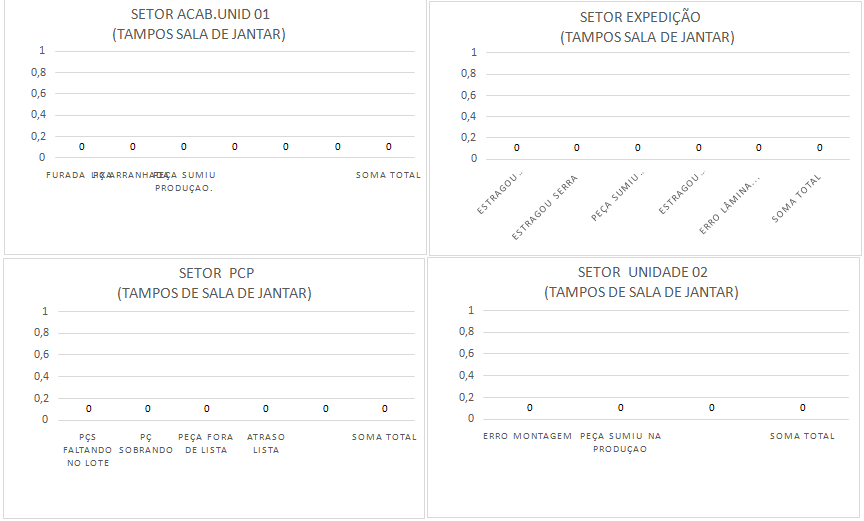 SETOR ACAB.UNID 01
(TAMPOS SALA DE JANTAR)
1
0,8
0,6
0,4
0,2
0
0 0 0 0 0 0 0
FURADA LIXA PÇ ARRANHADA PEÇA SUMIU SOMA TOTAL
PRODUÇAO.
SETOR EXPEDIÇÃO
(TAMPOS SALA DE JANTAR)
1
0,8
0,6
0,4
0,2
0
0 0 0 0 0 0
ESTRAGOU..
ESTRAGOU SERRA
PEÇA SUMIU..
ESTRAGOU..
ERRO LÂMINA...
SOMA TOTAL
SETOR PCP
(TAMPOS DE SALA DE JANTAR)
1
0,8
0,6
0,4
0,2
0
0 0 0 0 0 0
PÇS PÇ PEÇA FORA ATRASO SOMA TOTAL
FALTANDO SOBRANDO DE LISTA LISTA
NO LOTE
SETOR UNIDADE 02
(TAMPOS DE SALA DE JANTAR)
1
0,8
0,6
0,4
0,2
0
0 0 0 0
ERRO MONTAGEM PEÇA SUMIU NA SOMA TOTAL
PRODUÇAO